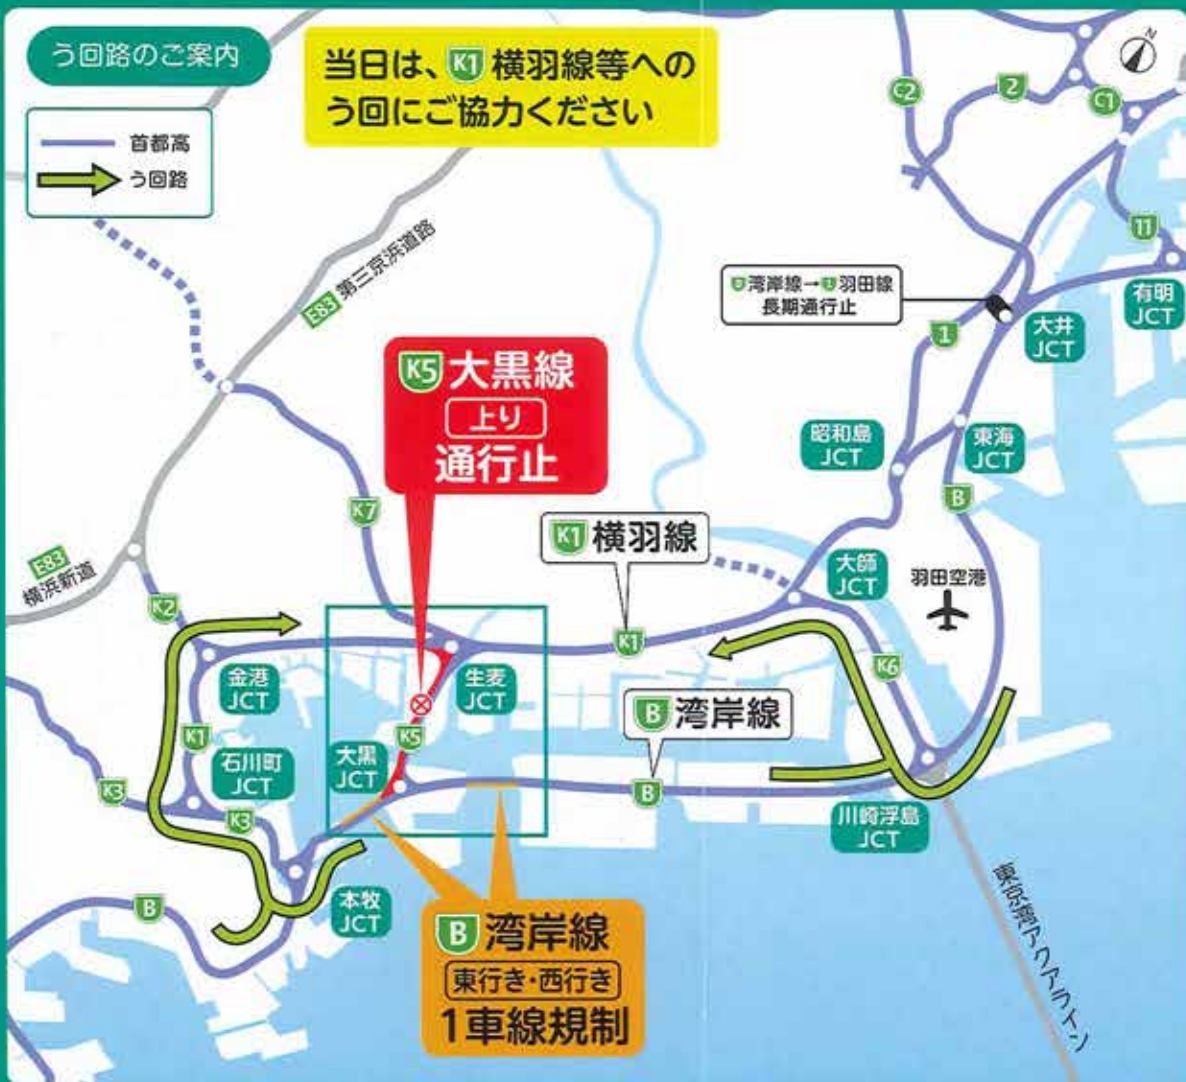 う回路のご案内
当日は、K1 横羽線等への
う回にご協力ください
首都高
う回路
N
C2
2
C1
11
E83 第三京浜道路
B湾岸線→1羽田線
長期通行止
有明
JCT
大井
JCT
1
K5 大黒線
上り
通行止
昭和島
JCT
東海
JCT
B
K7
K1 横羽線
E83
横浜新道
大師
JCT
羽田空港
K2
K1
K6
金港
JCT
生麦
JCT
B 湾岸線
K1
K5
石川町
JCT
大黒
JCT
K3
K3
B
川崎浮島
JCT
本牧
JCT
B
東京湾アクアライン
B 湾岸線
東行き・西行き
1車線規制